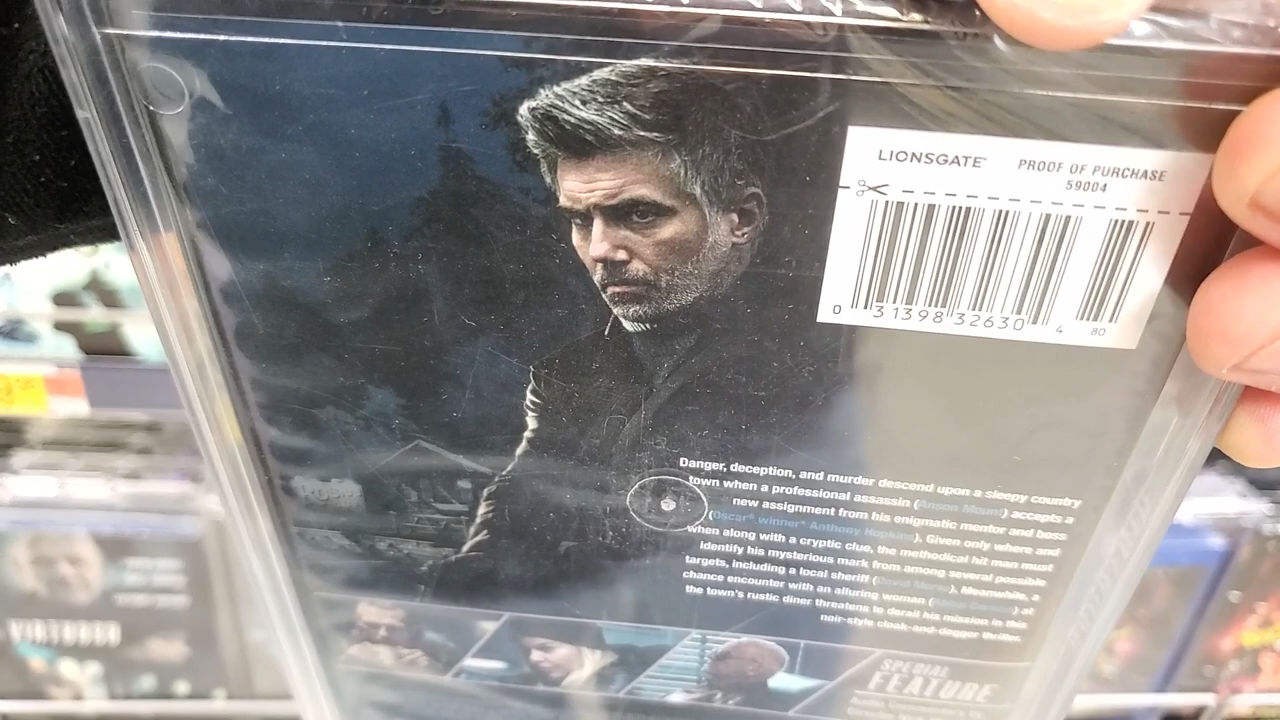 LIONSGATE
PROOF OF PURCHASE
59004
0 31398 32630 4 80
Danger, deception, and murder descend upon a sleepy country
town when a professional assassin (Anson Mount) accepts a
new assignment from his enigmatic mentor and boss
(Oscar® winner* Anthony Hopkins). Given only where and
when along with a cryptic clue, the methodical hit man must
identify his mysterious mark from among several possible
targets, including a local sheriff (David Morse). Meanwhile, a
chance encounter with an alluring woman ( ) at
the town's rustic diner threatens to derail his mission in this
noir-style cloak-and-dagger thriller.
SPECIAL
FEATURE